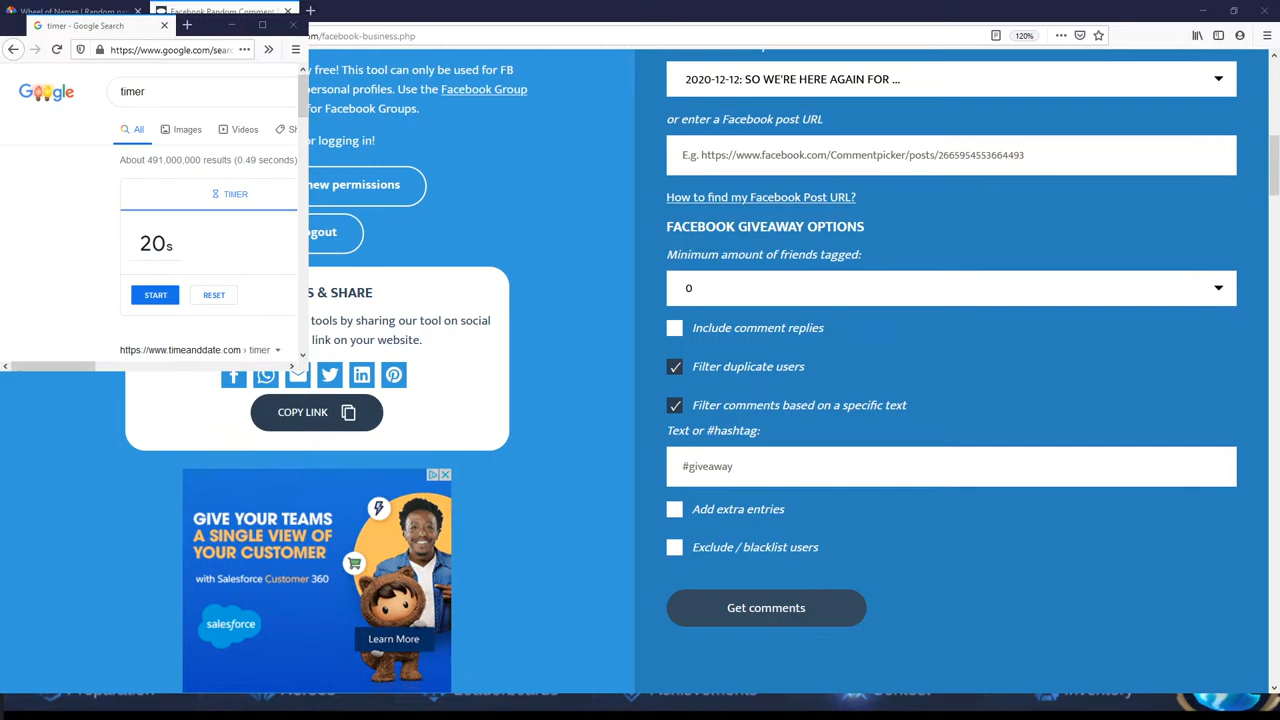 Wheel of Names | Random na
Facebook Random Comment
timer - Google Search
https://www.google.com/sear
om/facebook-business.php
120%
Google
timer
All
Images
Videos
Sh
About 491,000,000 results (0.49 seconds)
TIMER
20s
START
RESET
https://www.timeanddate.com › timer
y free! This tool can only be used for FB
personal profiles. Use the Facebook Group
for Facebook Groups.
or logging in!
new permissions
ogout
S & SHARE
tools by sharing our tool on social
link on your website.
COPY LINK
GIVE YOUR TEAMS
A SINGLE VIEW OF
YOUR CUSTOMER
with Salesforce Customer 360
salesforce
Learn More
2020-12-12: SO WE'RE HERE AGAIN FOR ...
or enter a Facebook post URL
E.g. https://www.facebook.com/Commentpicker/posts/2665954553664493
How to find my Facebook Post URL?
FACEBOOK GIVEAWAY OPTIONS
Minimum amount of friends tagged:
0
Include comment replies
Filter duplicate users
Filter comments based on a specific text
Text or #hashtag:
#giveaway
Add extra entries
Exclude / blacklist users
Get comments